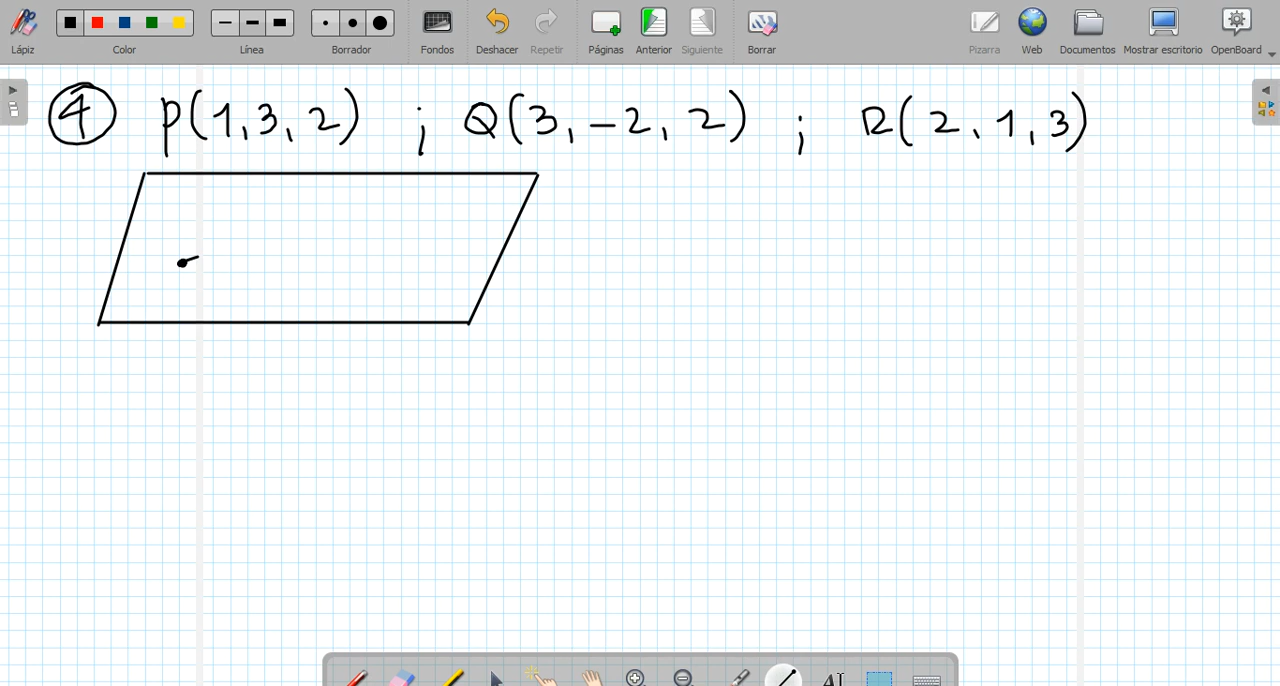 Lápiz Color Línea Borrador Fondos Deshacer Repetir Páginas Anterior Siguiente Borrar Pizarra Web Documentos Mostrar escritorio OpenBoard
④ P(1,3,2) ; Q(3,-2,2) ; R(2,1,3)